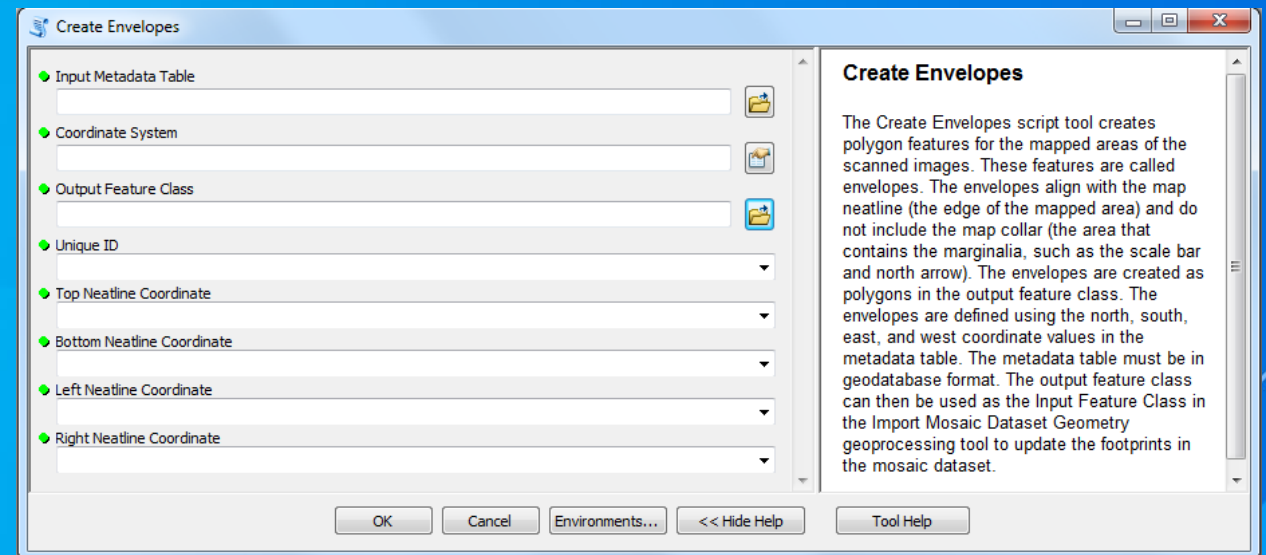 Create Envelopes
Input Metadata Table
Coordinate System
Output Feature Class
Unique ID
Top Neatline Coordinate
Bottom Neatline Coordinate
Left Neatline Coordinate
Right Neatline Coordinate
Create Envelopes
The Create Envelopes script tool creates
polygon features for the mapped areas of the
scanned images. These features are called
envelopes. The envelopes align with the map
neatline (the edge of the mapped area) and do
not include the map collar (the area that
contains the marginalia, such as the scale bar
and north arrow). The envelopes are created as
polygons in the output feature class. The
envelopes are defined using the north, south,
east, and west coordinate values in the
metadata table. The metadata table must be in
geodatabase format. The output feature class
can then be used as the Input Feature Class in
the Import Mosaic Dataset Geometry
geoprocessing tool to update the footprints in
the mosaic dataset.
OK Cancel Environments... << Hide Help Tool Help